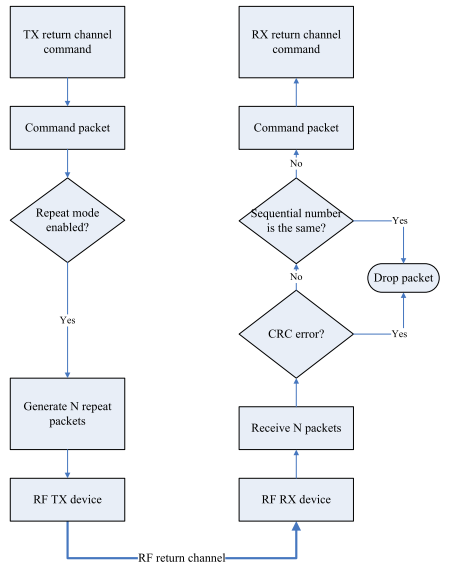 TX return channel
command
Command packet
Repeat mode
enabled?
Yes
Generate N repeat
packets
RF TX device
RF return channel
RX return channel
command
Command packet
No
Sequential number
is the same?
Yes
Drop packet
No
CRC error?
Yes
Receive N packets
RF RX device